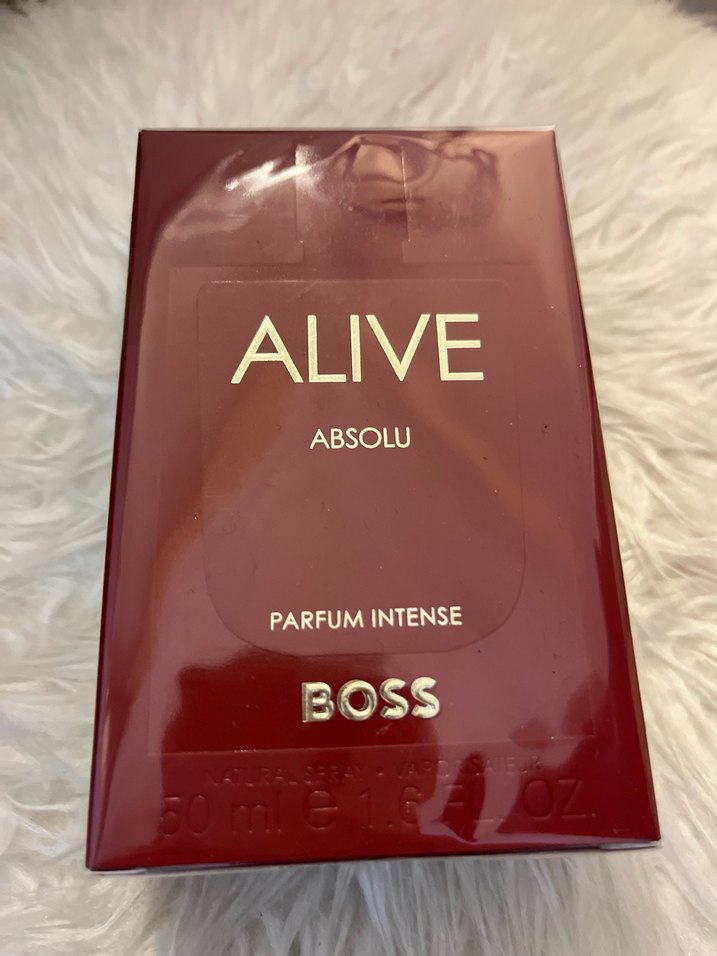 ALIVE
ABSOLU
PARFUM INTENSE
BOSS
NATURAL SPRAY • VAPORISATEUR
50 ml e 1.6 FL. OZ.